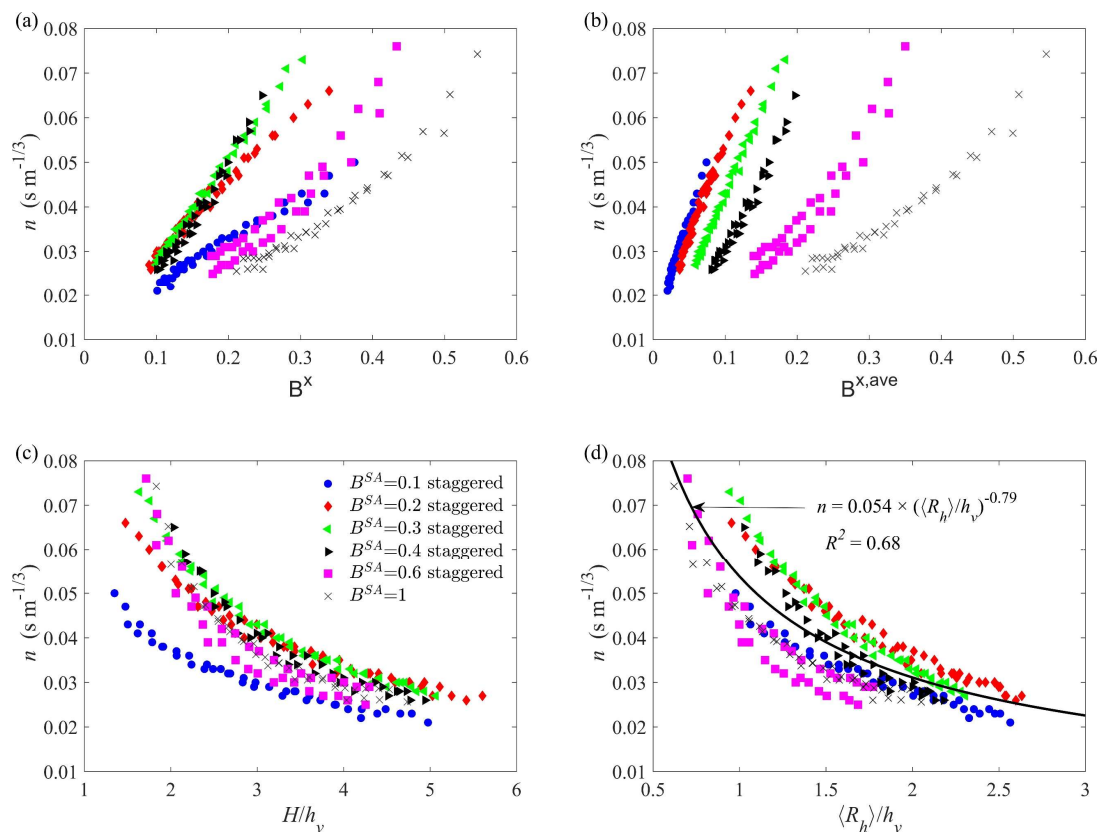 (a)
0.08
0.07
0.06
0.05
0.04
0.03
0.02
0.01
n (s m^{-1/3})
0 0.1 0.2 0.3 0.4 0.5 0.6
B^x
(b)
0.08
0.07
0.06
0.05
0.04
0.03
0.02
0.01
n (s m^{-1/3})
0 0.1 0.2 0.3 0.4 0.5 0.6
B^{x,ave}
(c)
0.08
0.07
0.06
0.05
0.04
0.03
0.02
0.01
n (s m^{-1/3})
B^{SA}=0.1 staggered
B^{SA}=0.2 staggered
B^{SA}=0.3 staggered
B^{SA}=0.4 staggered
B^{SA}=0.6 staggered
B^{SA}=1
1 2 3 4 5 6
H/h_v
(d)
0.08
0.07
0.06
0.05
0.04
0.03
0.02
0.01
n (s m^{-1/3})
n = 0.054 × (⟨R_h⟩/h_v)^{-0.79}
R^2 = 0.68
0.5 1 1.5 2 2.5 3
⟨R_h⟩/h_v